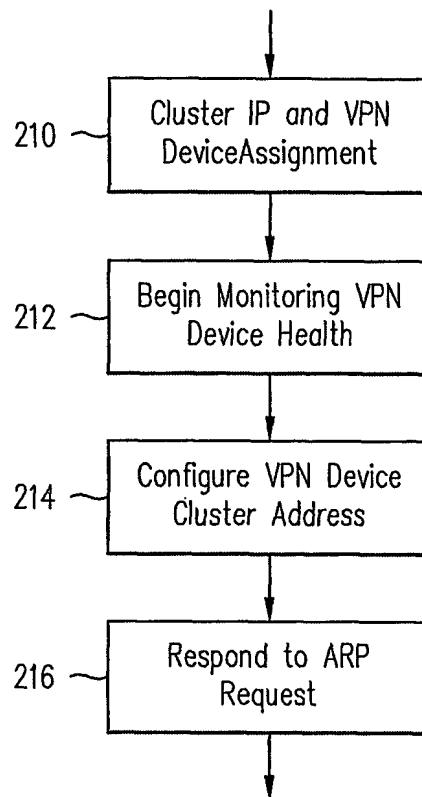 210
Cluster IP and VPN
DeviceAssignment
212
Begin Monitoring VPN
Device Health
214
Configure VPN Device
Cluster Address
216
Respond to ARP
Request